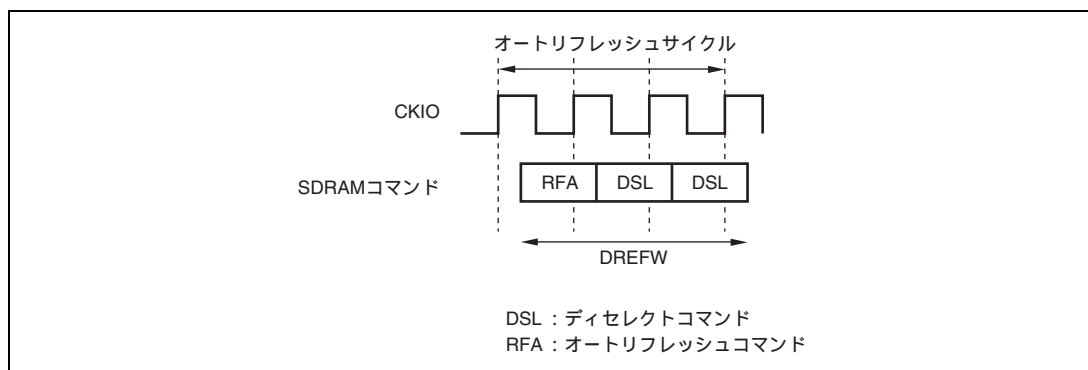 オートリフレッシュサイクル
CKIO
SDRAMコマンド
RFA
DSL
DSL
DREFW
DSL : ディセレクトコマンド
RFA : オートリフレッシュコマンド